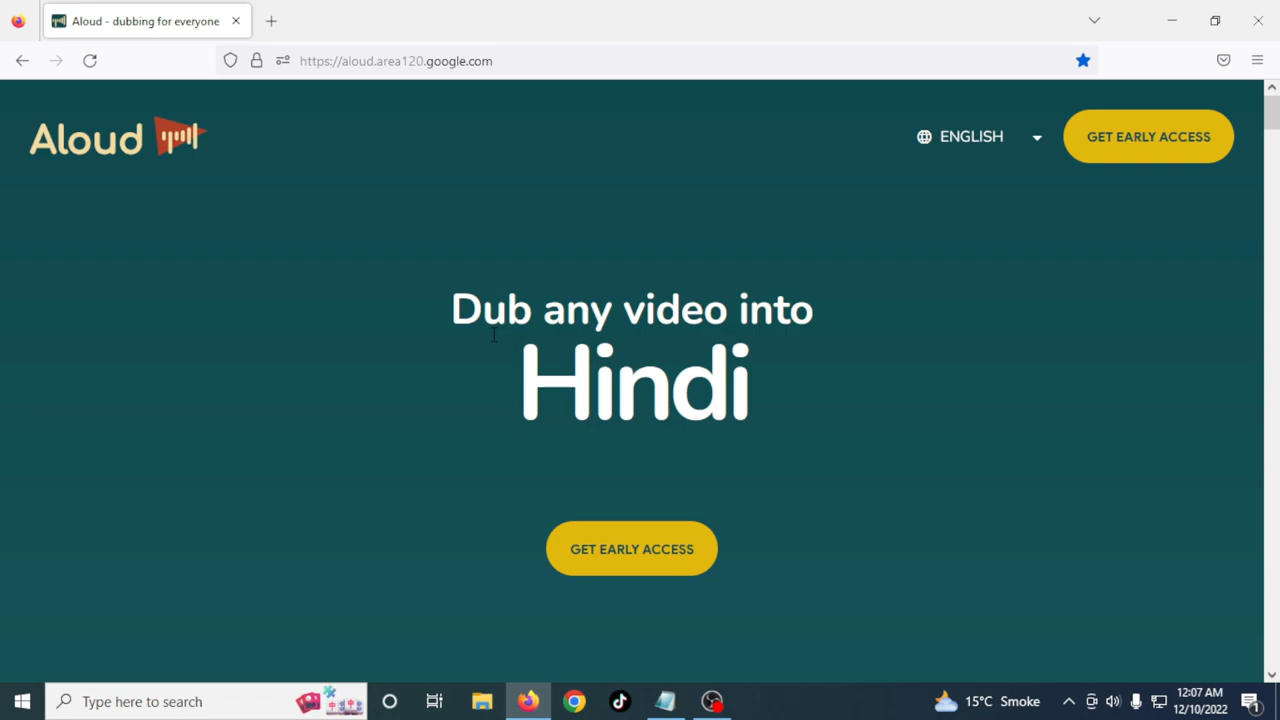 Aloud - dubbing for everyone
https://aloud.area120.google.com
Aloud
ENGLISH
GET EARLY ACCESS
Dub any video into
Hindi
GET EARLY ACCESS
Type here to search
15°C Smoke
12:07 AM
12/10/2022
1